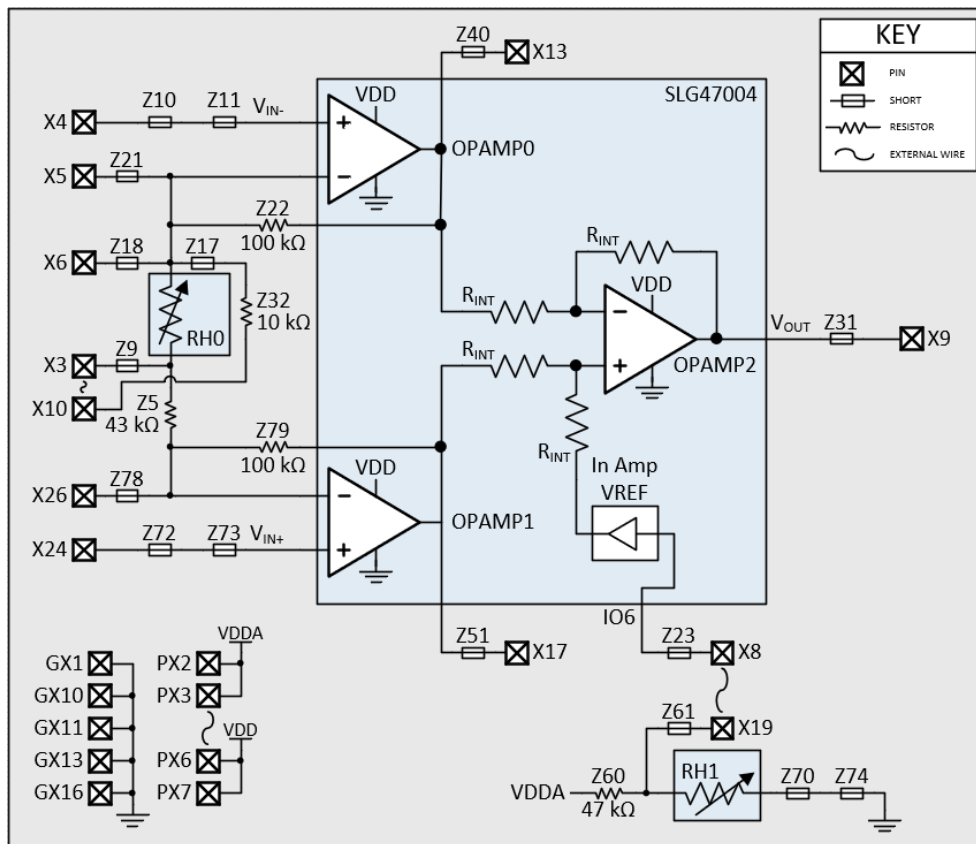 KEY
PIN
SHORT
RESISTOR
EXTERNAL WIRE
Z40
X13
SLG47004
X4
Z10
Z11
VIN-
VDD
+
−
OPAMP0
X5
Z21
Z22
100 kΩ
X6
Z18
Z17
Z32
10 kΩ
RH0
X3
Z9
X10
Z5
43 kΩ
RINT
RINT
VDD
−
+
OPAMP2
VOUT
Z31
X9
RINT
RINT
In Amp
VREF
Z79
100 kΩ
X26
Z78
VDD
−
+
OPAMP1
X24
Z72
Z73
VIN+
IO6
Z51
X17
Z23
X8
Z61
X19
VDDA
Z60
47 kΩ
RH1
Z70
Z74
GX1
GX10
GX11
GX13
GX16
VDDA
PX2
PX3
VDD
PX6
PX7